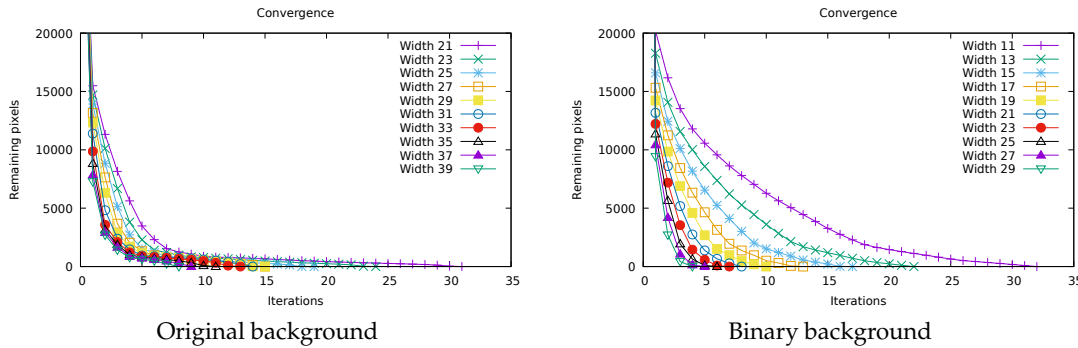 Convergence
20000
15000
10000
5000
0
Remaining pixels
0 5 10 15 20 25 30 35
Iterations
Width 21
Width 23
Width 25
Width 27
Width 29
Width 31
Width 33
Width 35
Width 37
Width 39
Original background
Convergence
20000
15000
10000
5000
0
Remaining pixels
0 5 10 15 20 25 30 35
Iterations
Width 11
Width 13
Width 15
Width 17
Width 19
Width 21
Width 23
Width 25
Width 27
Width 29
Binary background